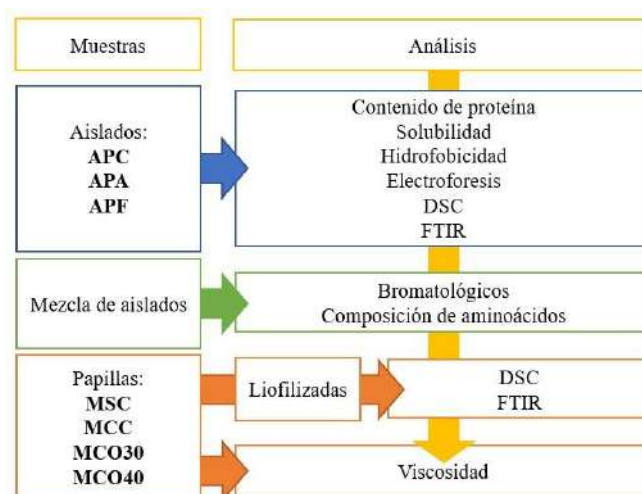 Muestras
Análisis
Aislados:
APC
APA
APF
Contenido de proteína
Solubilidad
Hidrofobicidad
Electroforesis
DSC
FTIR
Mezcla de aislados
Bromatológicos
Composición de aminoácidos
Papillas:
MSC
MCC
MCO30
MCO40
Liofilizadas
DSC
FTIR
Viscosidad